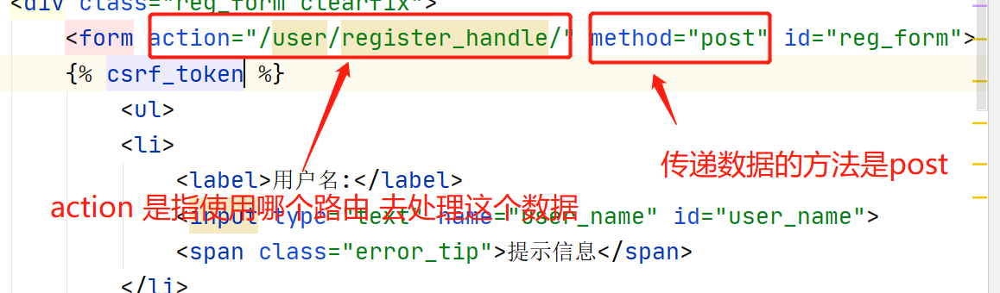 <div class="reg_form clearfix">
<form action="/user/register_handle/" method="post" id="reg_form">
{% csrf_token %}
<ul>
<li>
传递数据的方法是post
<label>用户名:</label>
action 是指使用哪个路由 去处理这个数据
<input type="text" name="user_name" id="user_name">
<span class="error_tip">提示信息</span>
</li>